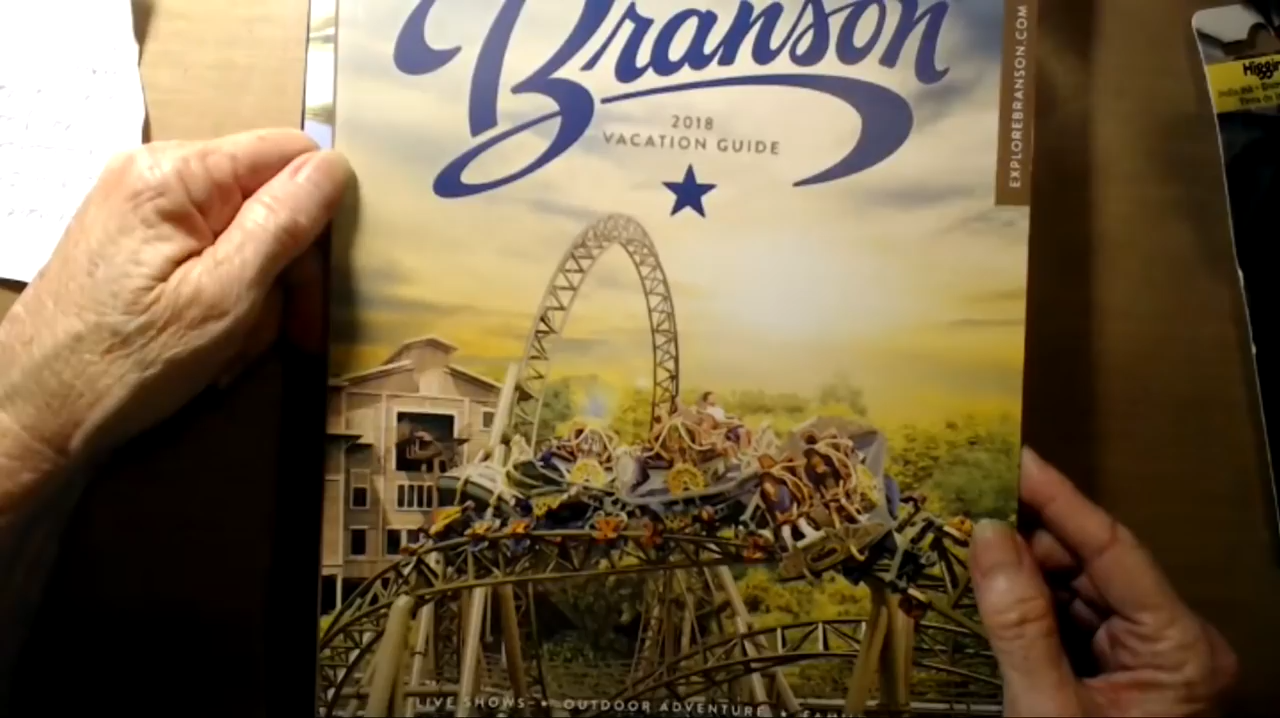 Branson
2018
VACATION GUIDE
EXPLOREBRANSON.COM
LIVE SHOWS • OUTDOOR ADVENTURE